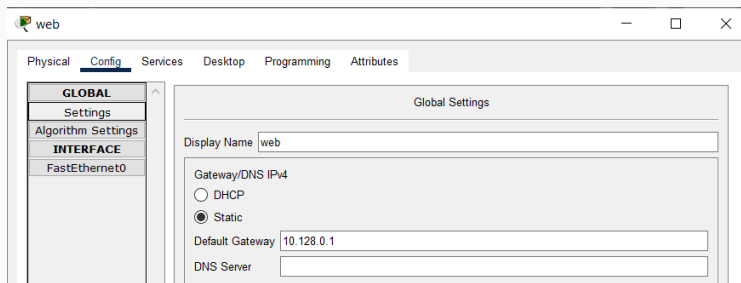 web
Physical Config Services Desktop Programming Attributes
GLOBAL
Settings
Algorithm Settings
INTERFACE
FastEthernet0
Global Settings
Display Name web
Gateway/DNS IPv4
DHCP
Static
Default Gateway 10.128.0.1
DNS Server